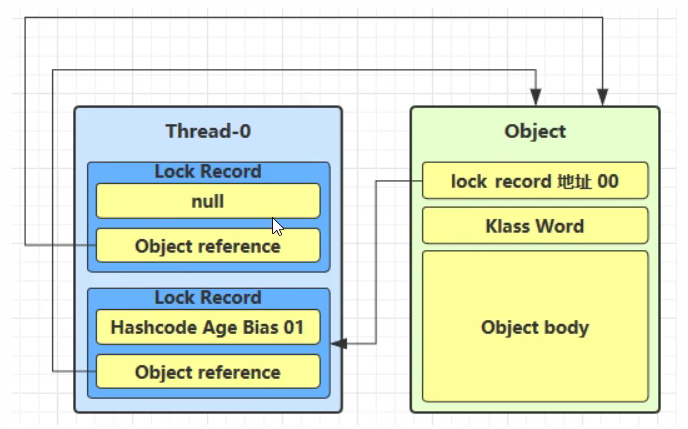 Thread-0
Lock Record
null
Object reference
Lock Record
Hashcode Age Bias 01
Object reference
Object
lock record 地址 00
Klass Word
Object body